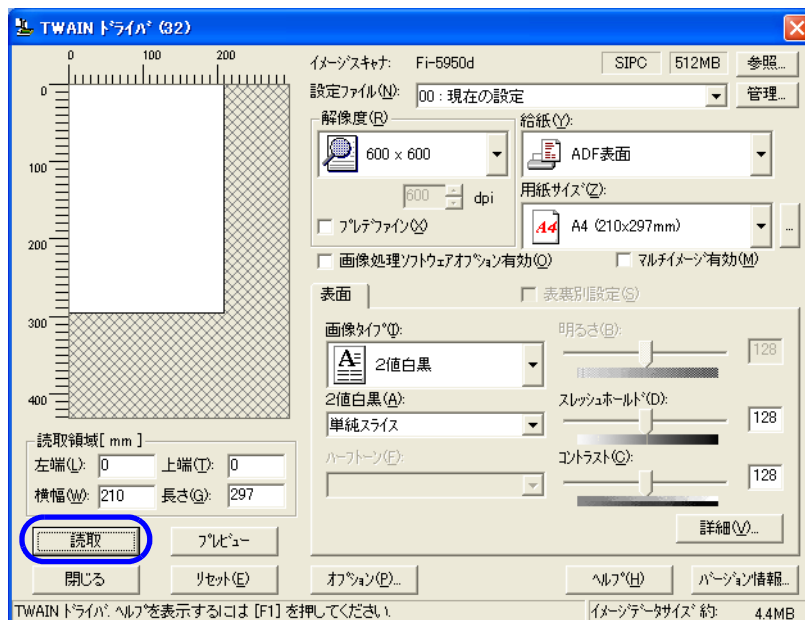 TWAIN ﾄﾞﾗｲﾊﾞ (32)
0 100 200
0
100
200
300
400
ｲﾒｰｼﾞｽｷｬﾅ: Fi-5950d SIPC 512MB 参照...
設定ﾌｧｲﾙ(N): 00 : 現在の設定 管理...
解像度(R)
600 × 600
600 dpi
ﾌﾟﾚﾃﾞﾌｧｲﾝ(X)
給紙(Y):
ADF表面
用紙ｻｲｽﾞ(Z):
A4 A4 (210x297mm) ...
画像処理ｿﾌﾄｳｪｱｵﾌﾟｼｮﾝ有効(O) ﾏﾙﾁｲﾒｰｼﾞ有効(M)
表面 表裏別設定(S)
画像ﾀｲﾌﾟ(I):
A 2値白黒
2値白黒(A):
単純ｽﾗｲｽ
ﾊｰﾌﾄｰﾝ(F):
明るさ(B):
128
ｽﾚｯｼｭﾎｰﾙﾄﾞ(D):
128
ｺﾝﾄﾗｽﾄ(C):
128
詳細(V)...
読取領域[ mm ]
左端(L): 0 上端(T): 0
横幅(W): 210 長さ(G): 297
読取 ﾌﾟﾚﾋﾞｭｰ
閉じる ﾘｾｯﾄ(E) ｵﾌﾟｼｮﾝ(P)... ﾍﾙﾌﾟ(H) ﾊﾞｰｼﾞｮﾝ情報...
TWAIN ﾄﾞﾗｲﾊﾞ. ﾍﾙﾌﾟを表示するには [F1] を押してください. ｲﾒｰｼﾞﾃﾞｰﾀｻｲｽﾞ 約: 4.4MB